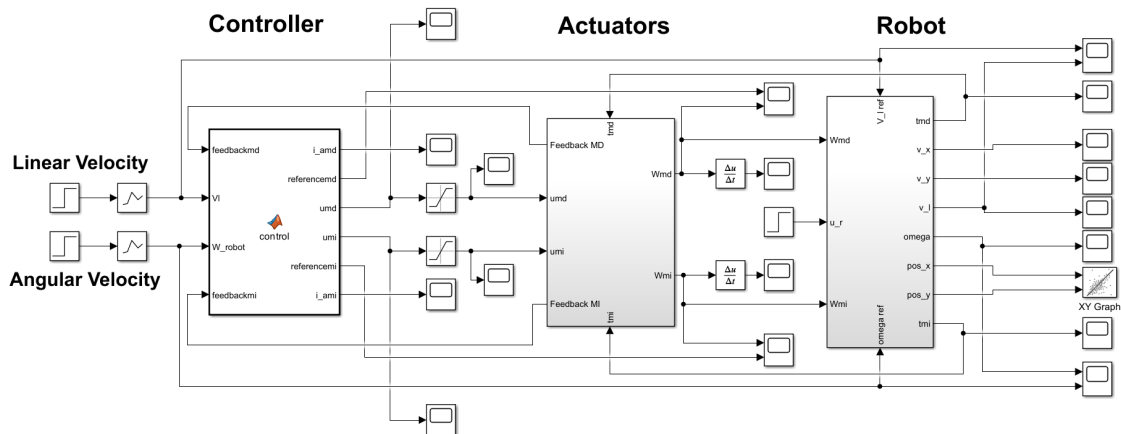 Controller
Actuators
Robot
Linear Velocity
Angular Velocity
feedbackmd
Vl
W_robot
feedbackmi
control
i_amd
referencemd
umd
umi
referencemi
i_ami
tmd
Feedback MD
umd
umi
Feedback MI
tmi
Wmd
Wmi
Δu
Δt
Δu
Δt
V_l ref
Wmd
u_r
Wmi
omega ref
tmd
v_x
v_y
v_l
omega
pos_x
pos_y
tmi
XY Graph